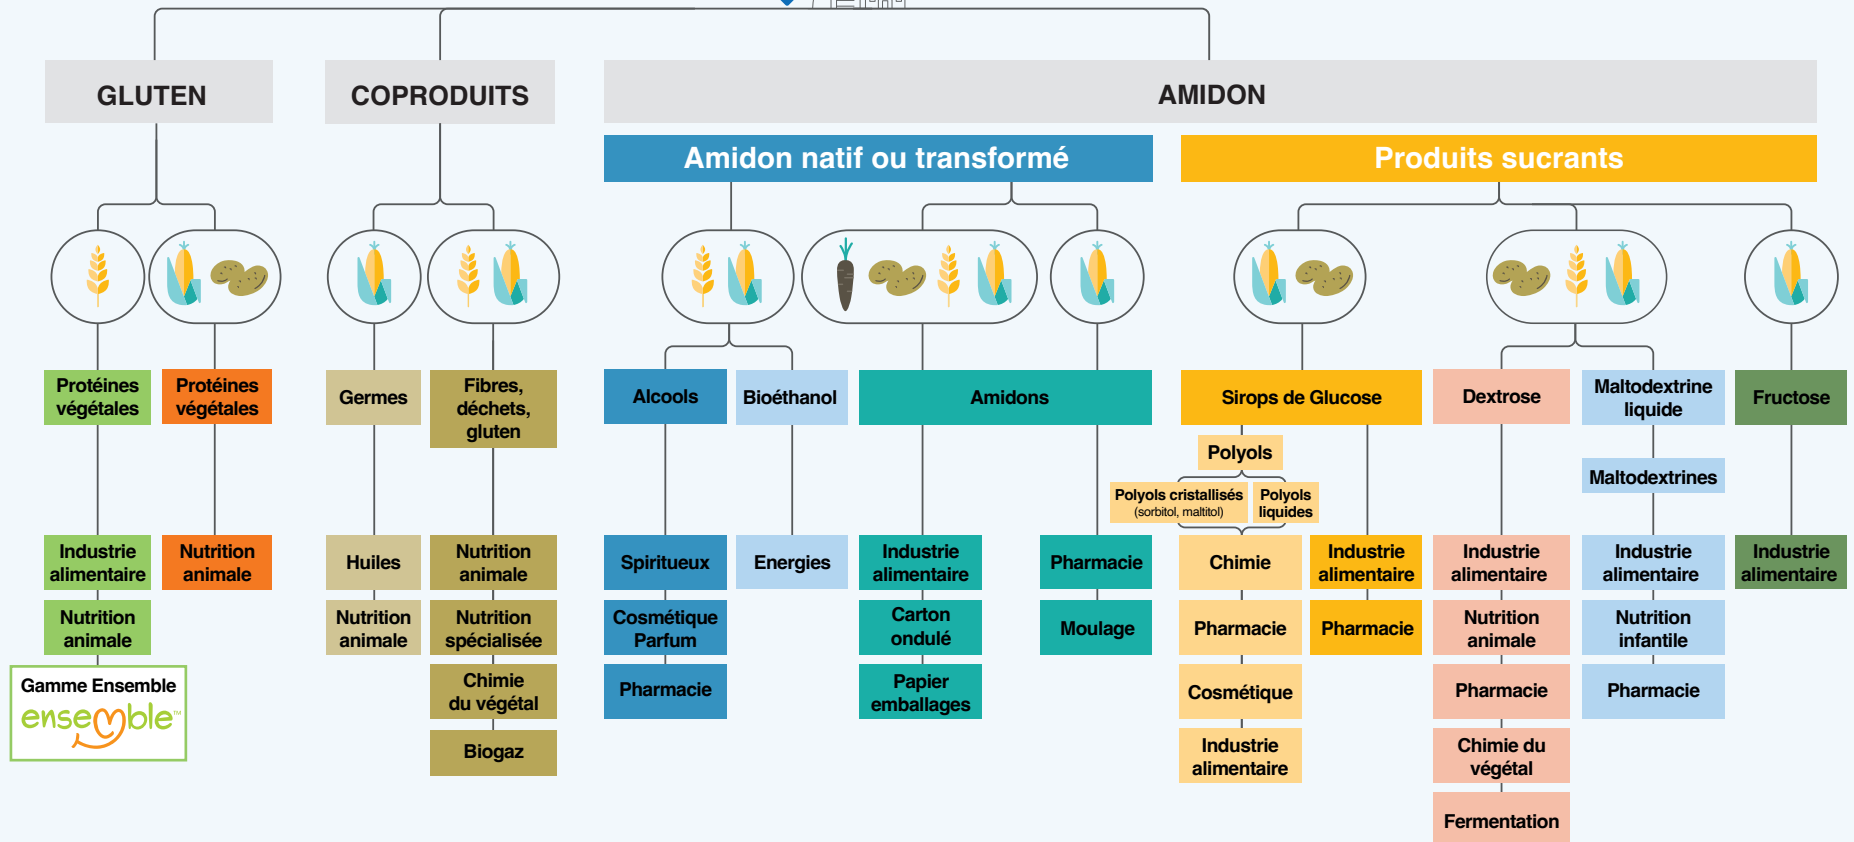 GLUTEN
COPRODUITS
AMIDON
Amidon natif ou transformé
Produits sucrants
Protéines
végétales
Protéines
végétales
Germes
Fibres,
déchets,
gluten
Alcools
Bioéthanol
Amidons
Sirops de Glucose
Dextrose
Maltodextrine
liquide
Fructose
Polyols
Maltodextrines
Polyols cristallisés
(sorbitol, maltitol)
Polyols
liquides
Industrie
alimentaire
Nutrition
animale
Huiles
Nutrition
animale
Spiritueux
Energies
Industrie
alimentaire
Pharmacie
Chimie
Industrie
alimentaire
Industrie
alimentaire
Industrie
alimentaire
Industrie
alimentaire
Nutrition
animale
Nutrition
animale
Nutrition
spécialisée
Cosmétique
Parfum
Carton
ondulé
Moulage
Pharmacie
Pharmacie
Nutrition
animale
Nutrition
infantile
Gamme Ensemble
ensemble™
Chimie
du végétal
Pharmacie
Papier
emballages
Cosmétique
Pharmacie
Pharmacie
Biogaz
Industrie
alimentaire
Chimie du
végétal
Fermentation